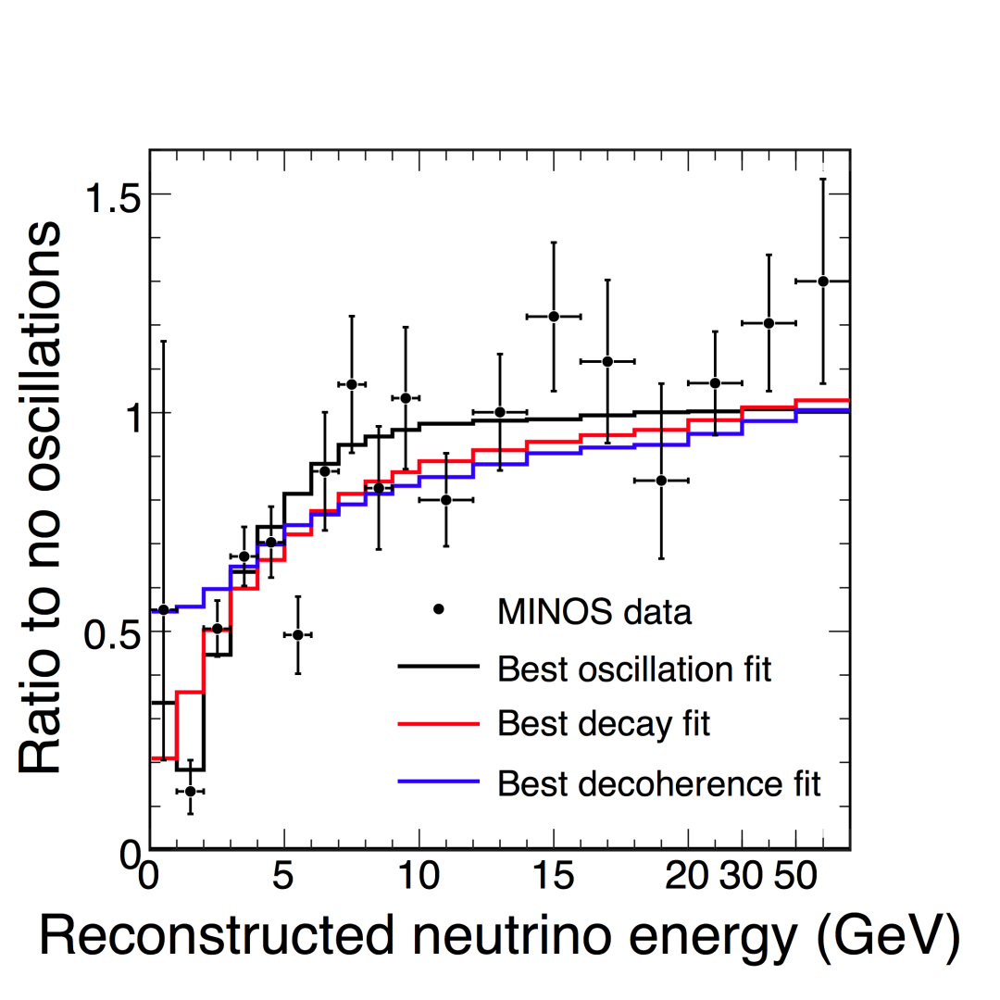 Ratio to no oscillations
1.5
1
0.5
0
0 5 10 15 20 30 50
MINOS data
Best oscillation fit
Best decay fit
Best decoherence fit
Reconstructed neutrino energy (GeV)